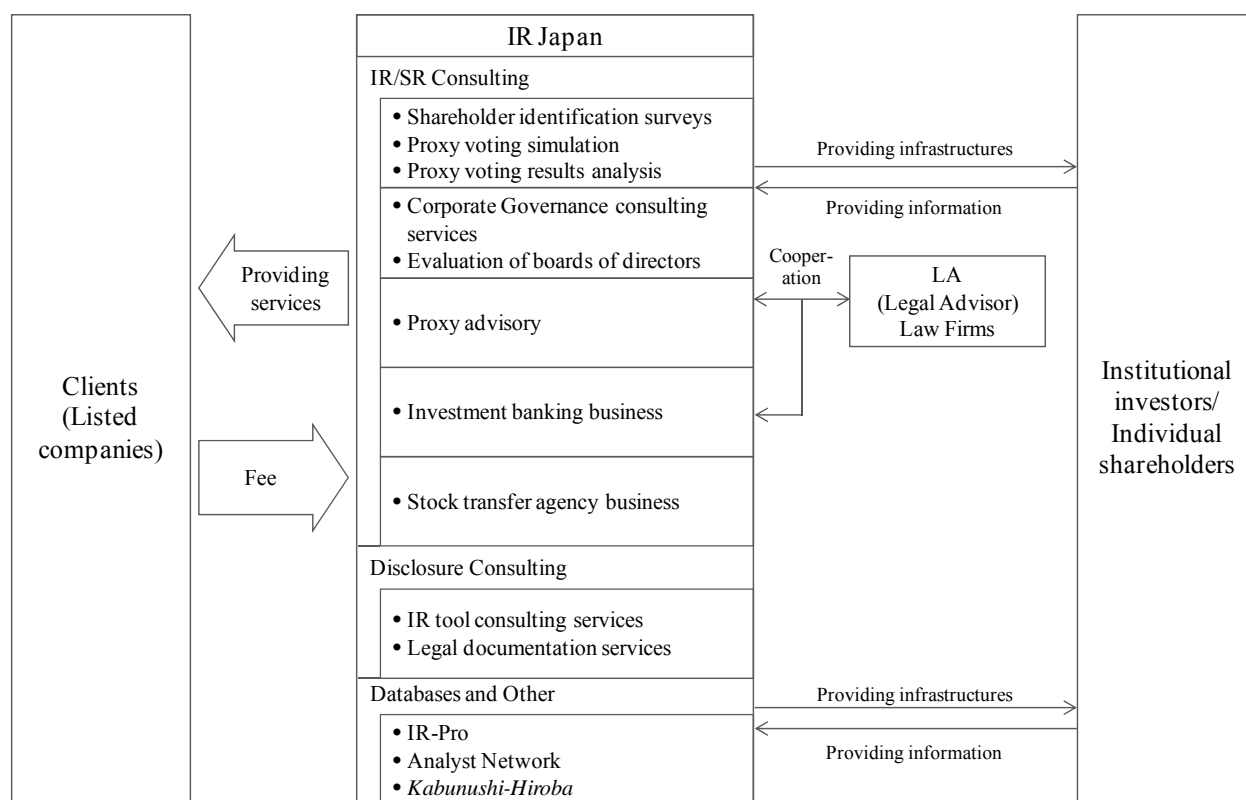 IR Japan
IR/SR Consulting
• Shareholder identification surveys
• Proxy voting simulation
• Proxy voting results analysis
• Corporate Governance consulting
services
• Evaluation of boards of directors
• Proxy advisory
• Investment banking business
• Stock transfer agency business
Disclosure Consulting
• IR tool consulting services
• Legal documentation services
Databases and Other
• IR-Pro
• Analyst Network
• Kabunushi-Hiroba
Clients
(Listed
companies)
Providing
services
Fee
Providing infrastructures
Providing information
Cooper-
ation
LA
(Legal Advisor)
Law Firms
Institutional
investors/
Individual
shareholders
Providing infrastructures
Providing information